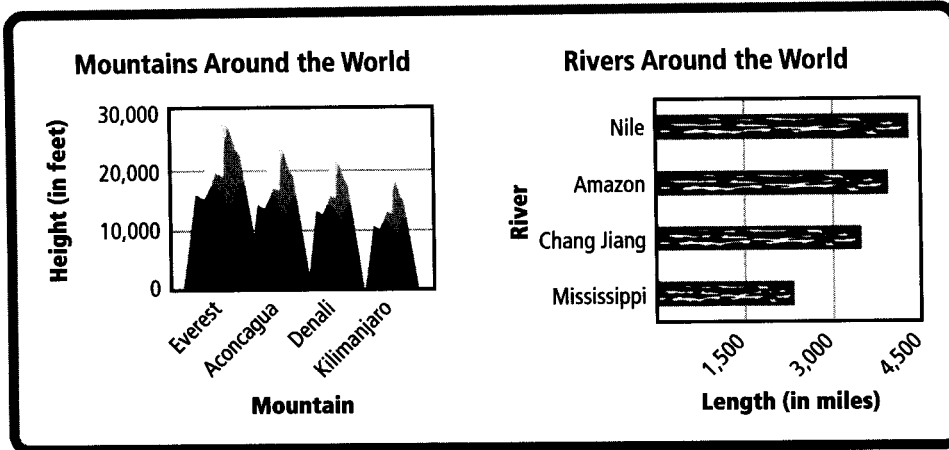 Mountains Around the World
Height (in feet)
30,000
20,000
10,000
0
Everest
Aconcagua
Denali
Kilimanjaro
Mountain
Rivers Around the World
River
Nile
Amazon
Chang Jiang
Mississippi
1,500
3,000
4,500
Length (in miles)